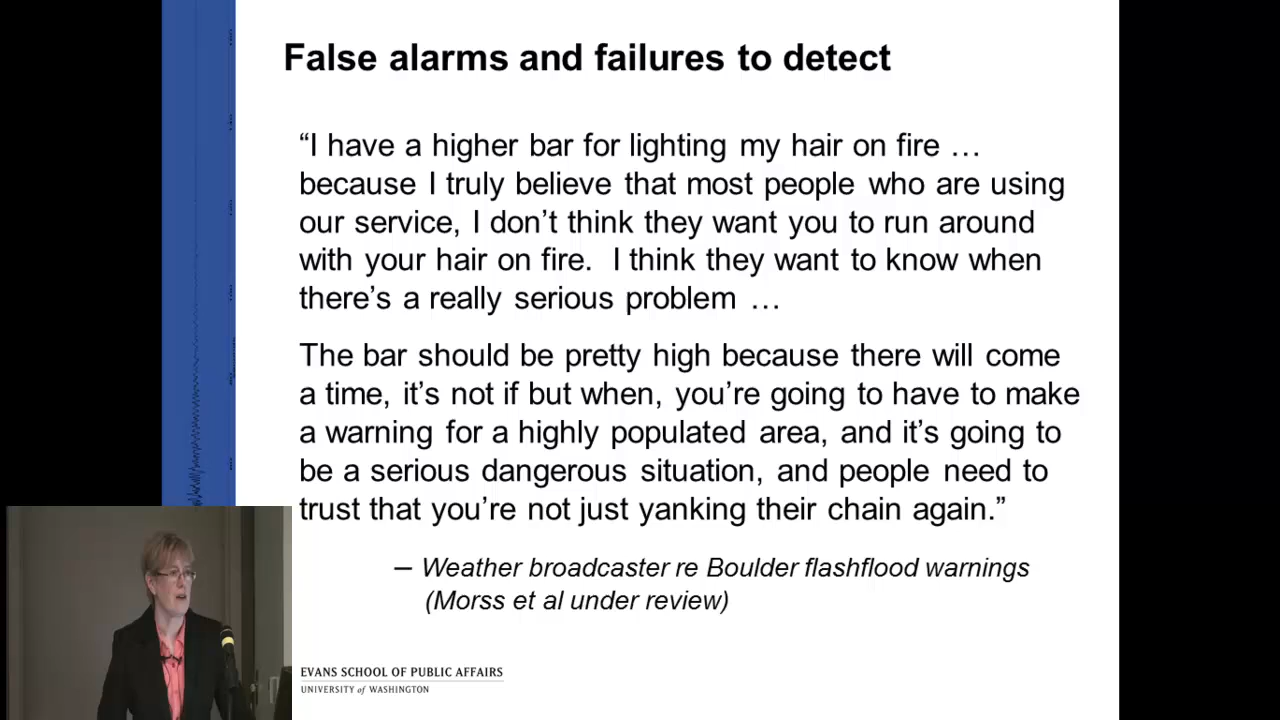 False alarms and failures to detect
“I have a higher bar for lighting my hair on fire …
because I truly believe that most people who are using
our service, I don’t think they want you to run around
with your hair on fire.  I think they want to know when
there’s a really serious problem …
The bar should be pretty high because there will come
a time, it’s not if but when, you’re going to have to make
a warning for a highly populated area, and it’s going to
be a serious dangerous situation, and people need to
trust that you’re not just yanking their chain again.”
– Weather broadcaster re Boulder flashflood warnings
(Morss et al under review)
EVANS SCHOOL OF PUBLIC AFFAIRS
UNIVERSITY of WASHINGTON